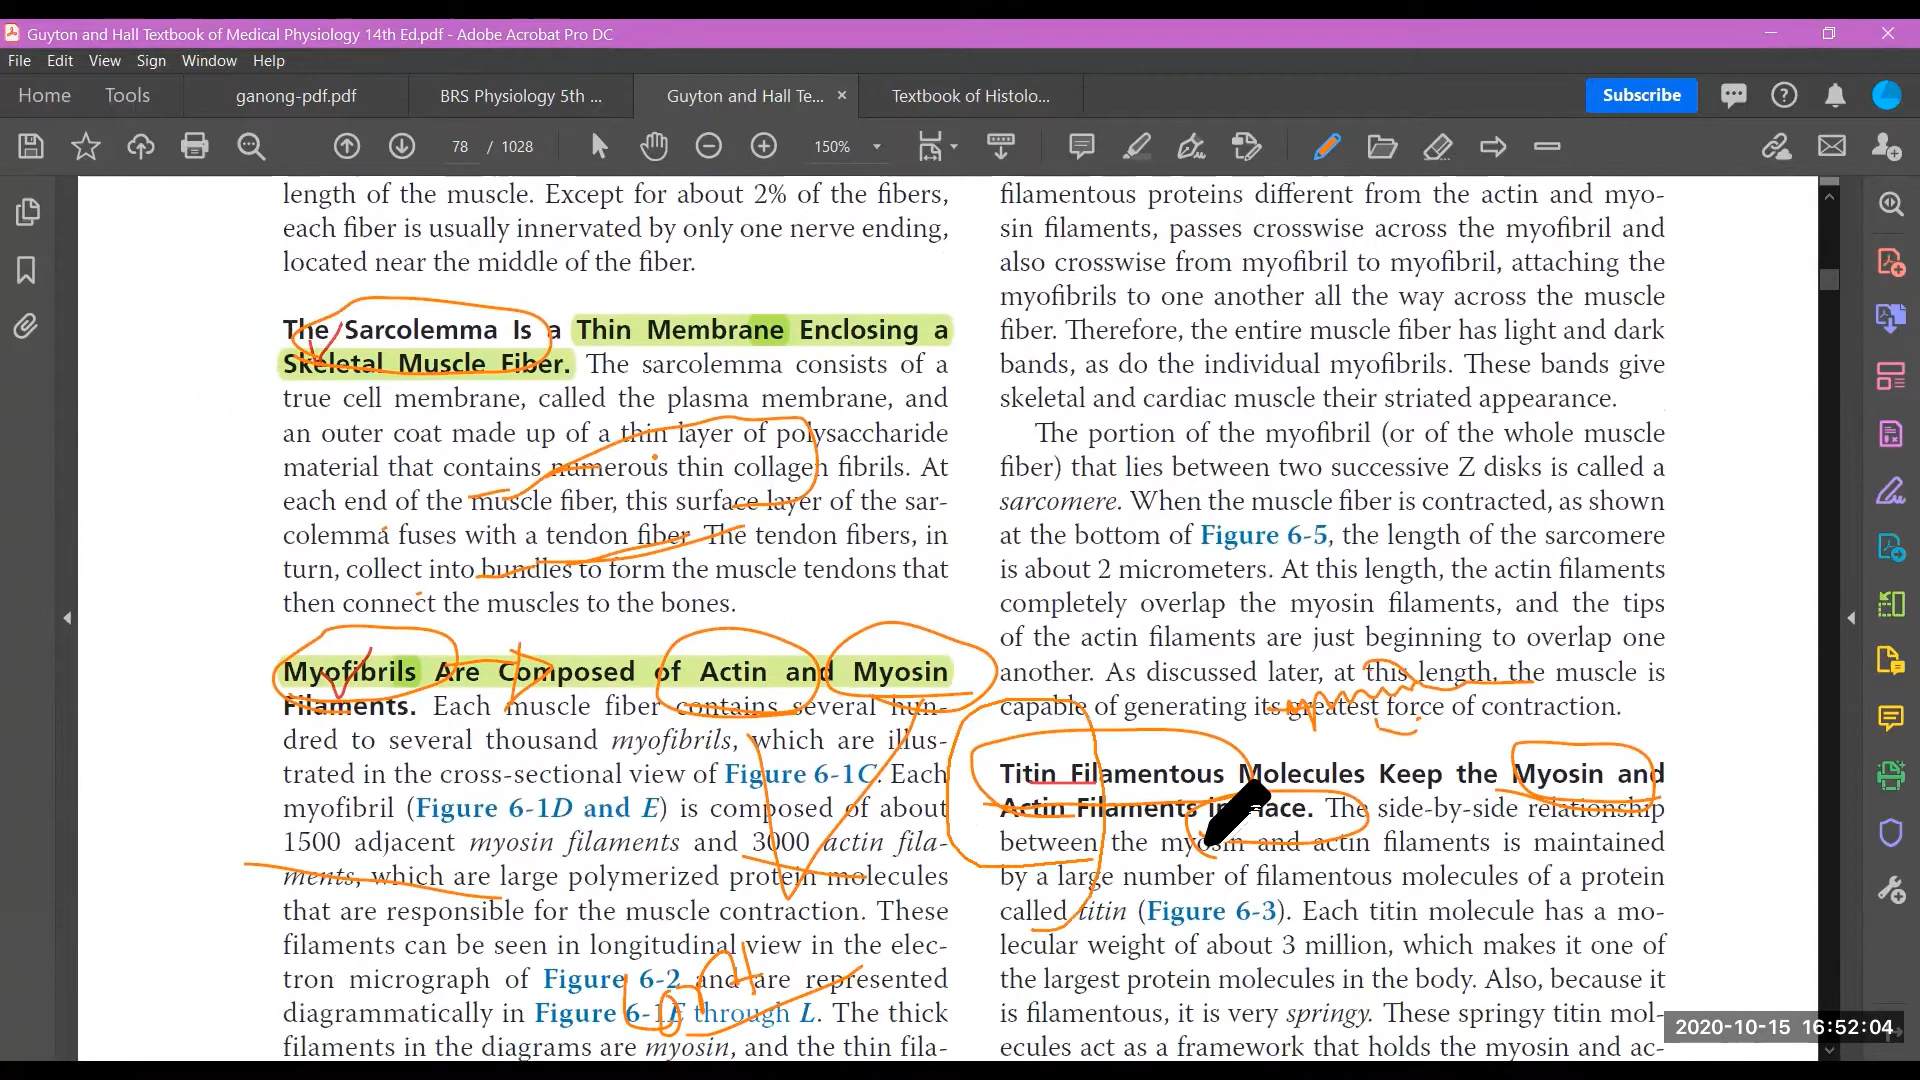 Guyton and Hall Textbook of Medical Physiology 14th Ed.pdf - Adobe Acrobat Pro DC
File Edit View Sign Window Help
Home Tools ganong-pdf.pdf BRS Physiology 5th ... Guyton and Hall Te... × Textbook of Histolo... Subscribe
78 / 1028 150%
length of the muscle. Except for about 2% of the fibers,
each fiber is usually innervated by only one nerve ending,
located near the middle of the fiber.
The Sarcolemma Is a Thin Membrane Enclosing a
Skeletal Muscle Fiber. The sarcolemma consists of a
true cell membrane, called the plasma membrane, and
an outer coat made up of a thin layer of polysaccharide
material that contains numerous thin collagen fibrils. At
each end of the muscle fiber, this surface layer of the sar-
colemma fuses with a tendon fiber. The tendon fibers, in
turn, collect into bundles to form the muscle tendons that
then connect the muscles to the bones.
Myofibrils Are Composed of Actin and Myosin
Filaments. Each muscle fiber contains several hun-
dred to several thousand myofibrils, which are illus-
trated in the cross-sectional view of Figure 6-1C. Each
myofibril (Figure 6-1D and E) is composed of about
1500 adjacent myosin filaments and 3000 actin fila-
ments, which are large polymerized protein molecules
that are responsible for the muscle contraction. These
filaments can be seen in longitudinal view in the elec-
tron micrograph of Figure 6-2 and are represented
diagrammatically in Figure 6-1E through L. The thick
filaments in the diagrams are myosin, and the thin fila-
filamentous proteins different from the actin and myo-
sin filaments, passes crosswise across the myofibril and
also crosswise from myofibril to myofibril, attaching the
myofibrils to one another all the way across the muscle
fiber. Therefore, the entire muscle fiber has light and dark
bands, as do the individual myofibrils. These bands give
skeletal and cardiac muscle their striated appearance.
The portion of the myofibril (or of the whole muscle
fiber) that lies between two successive Z disks is called a
sarcomere. When the muscle fiber is contracted, as shown
at the bottom of Figure 6-5, the length of the sarcomere
is about 2 micrometers. At this length, the actin filaments
completely overlap the myosin filaments, and the tips
of the actin filaments are just beginning to overlap one
another. As discussed later, at this length, the muscle is
capable of generating its greatest force of contraction.
Titin Filamentous Molecules Keep the Myosin and
Actin Filaments in Place. The side-by-side relationship
between the myosin and actin filaments is maintained
by a large number of filamentous molecules of a protein
called titin (Figure 6-3). Each titin molecule has a mo-
lecular weight of about 3 million, which makes it one of
the largest protein molecules in the body. Also, because it
is filamentous, it is very springy. These springy titin mol-
ecules act as a framework that holds the myosin and ac-
2020-10-15 16:52:04